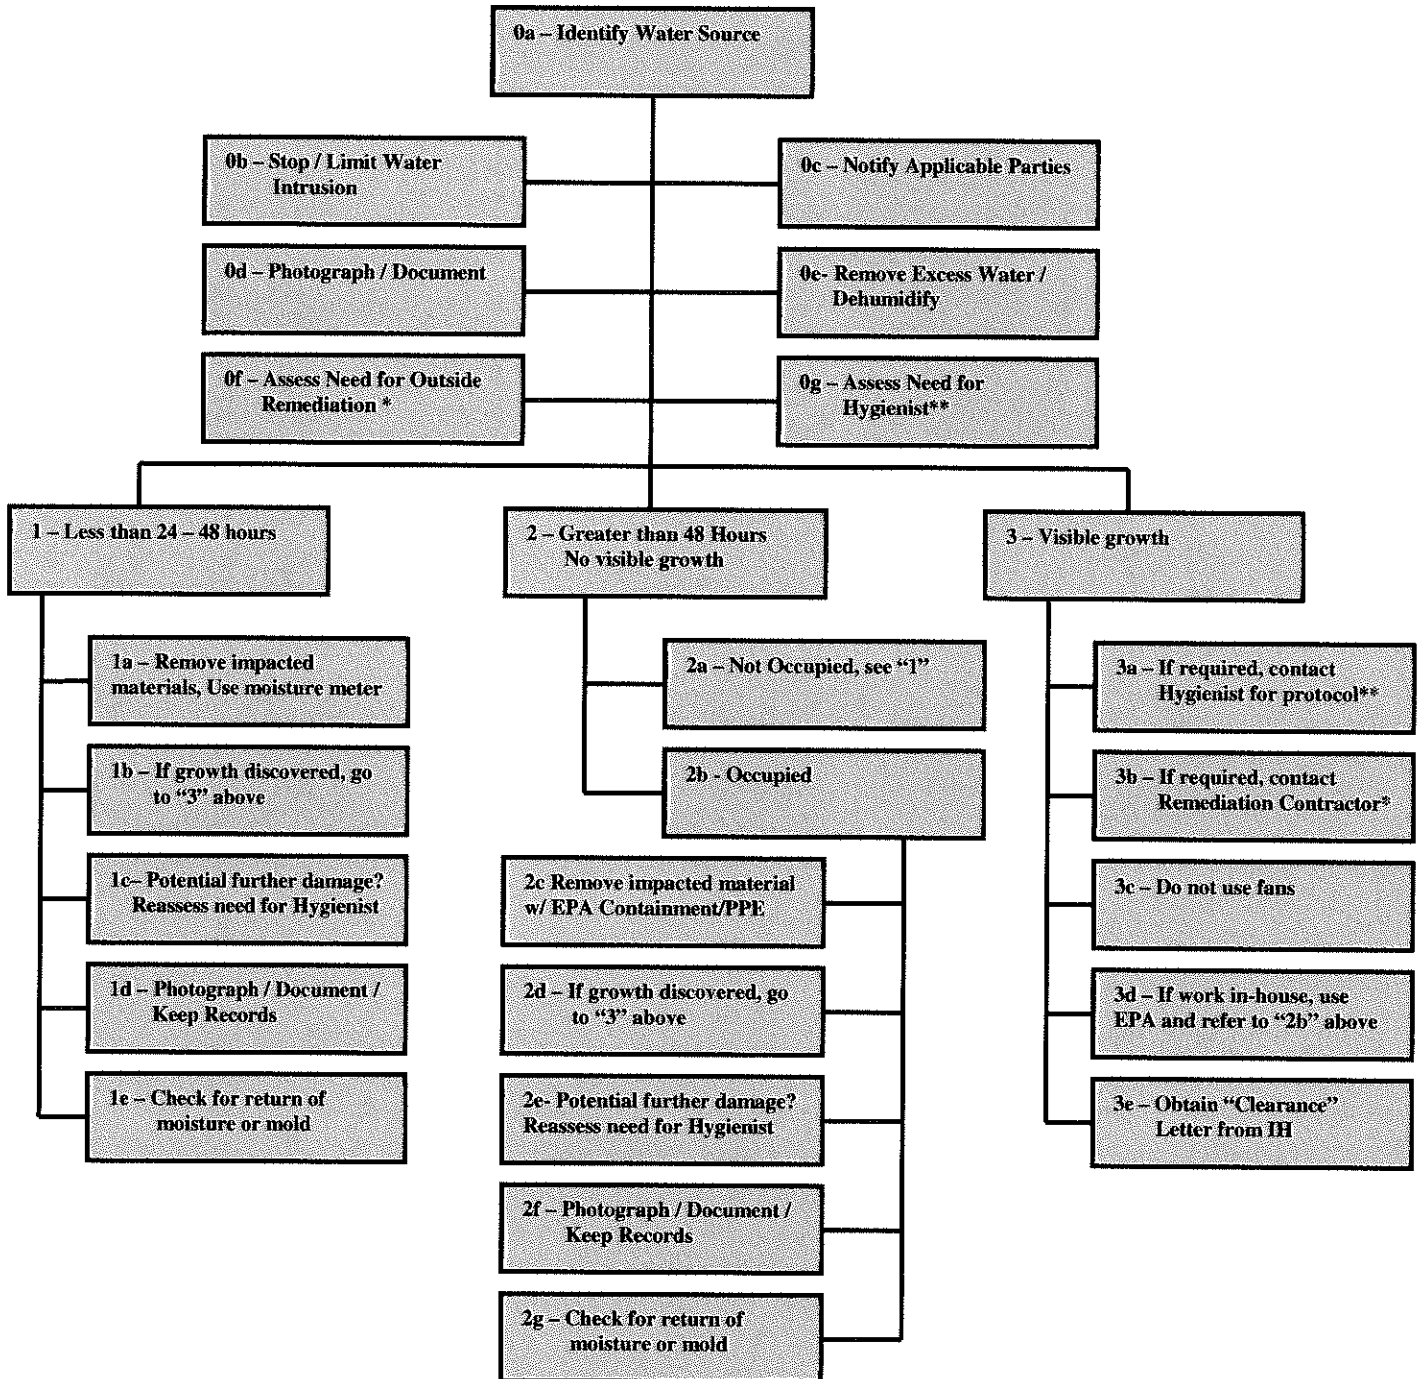 0a – Identify Water Source
0b – Stop / Limit Water
Intrusion
0c – Notify Applicable Parties
0d – Photograph / Document
0e- Remove Excess Water /
Dehumidify
0f – Assess Need for Outside
Remediation *
0g – Assess Need for
Hygienist**
1 – Less than 24 – 48 hours
2 – Greater than 48 Hours
No visible growth
3 – Visible growth
1a – Remove impacted
materials, Use moisture meter
1b – If growth discovered, go
to “3” above
1c– Potential further damage?
Reassess need for Hygienist
1d – Photograph / Document /
Keep Records
1e – Check for return of
moisture or mold
2a – Not Occupied, see “1”
2b - Occupied
2c Remove impacted material
w/ EPA Containment/PPE
2d – If growth discovered, go
to “3” above
2e- Potential further damage?
Reassess need for Hygienist
2f – Photograph / Document /
Keep Records
2g – Check for return of
moisture or mold
3a – If required, contact
Hygienist for protocol**
3b – If required, contact
Remediation Contractor*
3c – Do not use fans
3d – If work in-house, use
EPA and refer to “2b” above
3e – Obtain “Clearance”
Letter from IH